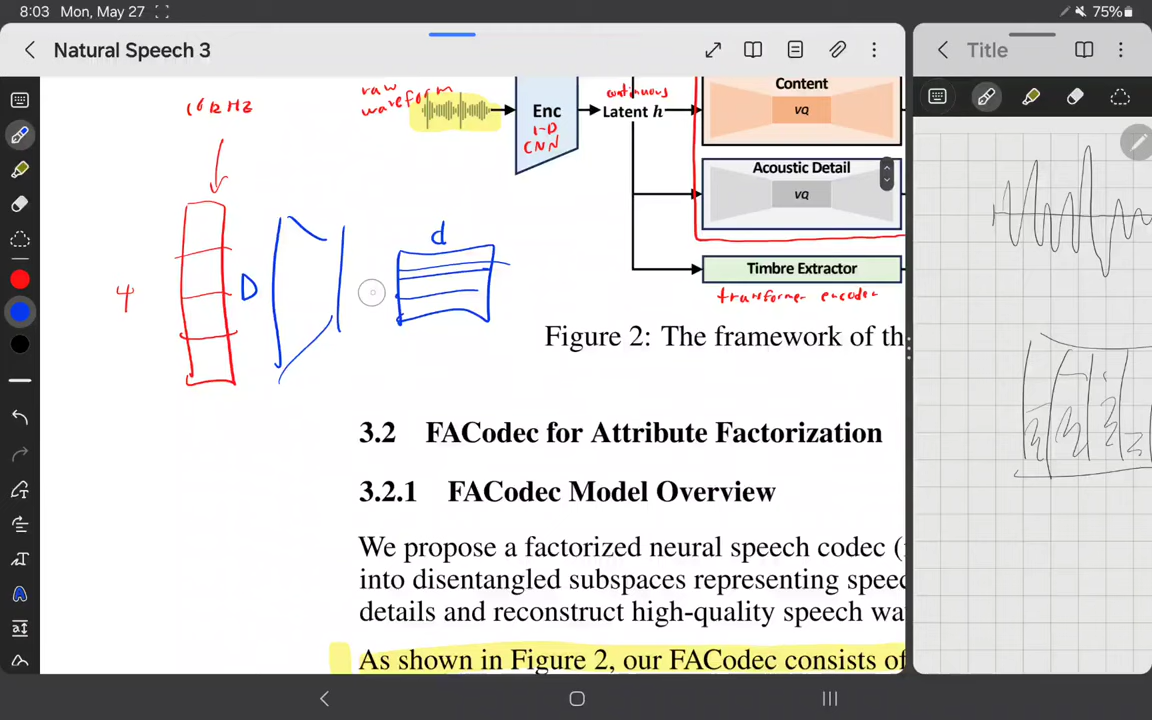 8:03 Mon, May 27
75%
Natural Speech 3
Title
raw
waveform
16KHz
Enc
1-D
CNN
continuous
Latent h
Content
VQ
Acoustic Detail
VQ
Timbre Extractor
transformer encoder
4
D
d
Figure 2: The framework of th
3.2 FACodec for Attribute Factorization
3.2.1 FACodec Model Overview
We propose a factorized neural speech codec (
into disentangled subspaces representing speec
details and reconstruct high-quality speech wa
As shown in Figure 2, our FACodec consists of